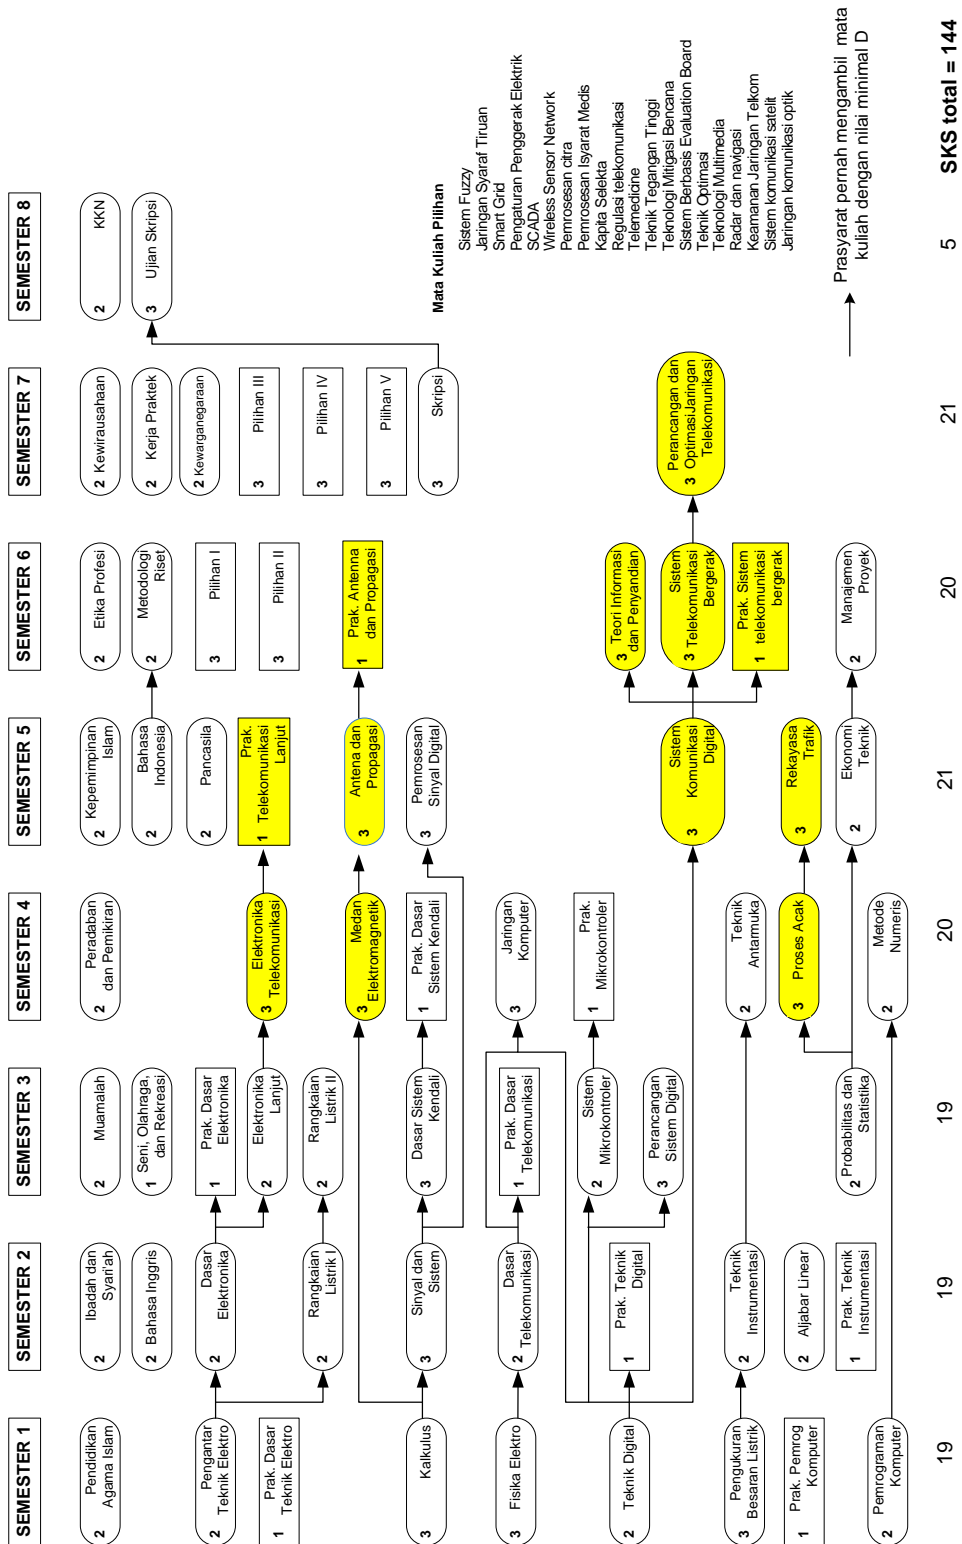 SEMESTER 1
SEMESTER 2
SEMESTER 3
SEMESTER 4
SEMESTER 5
SEMESTER 6
SEMESTER 7
SEMESTER 8
2
Pendidikan
Agama Islam
2
Pengantar
Teknik Elektro
1
Prak. Dasar
Teknik Elektro
3
Kalkulus
3
Fisika Elektro
2
Teknik Digital
3
Pengukuran
Besaran Listrik
1
Prak. Pemrog
Komputer
2
Pemrograman
Komputer
19
2
Ibadah dan
Syari'ah
2 Bahasa Inggris
2
Dasar
Elektronika
2
Rangkaian
Listrik I
3
Sinyal dan
Sistem
2
Dasar
Telekomunikasi
1
Prak. Teknik
Digital
2
Teknik
Instrumentasi
2
Aljabar Linear
1
Prak. Teknik
Instrumentasi
19
2
Muamalah
1
Seni, Olahraga,
dan Rekreasi
1
Prak. Dasar
Elektronika
2
Elektronika
Lanjut
2
Rangkaian
Listrik II
3
Dasar Sistem
Kendali
1
Prak. Dasar
Telekomunikasi
2
Sistem
Mikrokontroler
3
Perancangan
Sistem Digital
2
Probabilitas dan
Statistika
19
2
Peradaban
dan Pemikiran
3
Elektronika
Telekomunikasi
3
Medan
Elektromagnetik
1
Prak. Dasar
Sistem Kendali
3
Jaringan
Komputer
1
Prak.
Mikrokontroler
2
Teknik
Antarmuka
3
Proses Acak
2
Metode
Numeris
20
2
Kepemimpinan
Islam
2
Bahasa
Indonesia
2
Pancasila
1
Prak.
Telekomunikasi
Lanjut
3
Antena dan
Propagasi
3
Pemrosesan
Sinyal Digital
3
Sistem
Komunikasi
Digital
3
Rekayasa
Trafik
2
Ekonomi
Teknik
21
2
Etika Profesi
2
Metodologi
Riset
3
Pilihan I
3
Pilihan II
1
Prak. Antenna
dan Propagasi
3
Teori Informasi
dan Penyandian
3
Sistem
Telekomunikasi
Bergerak
1
Prak. Sistem
telekomunikasi
bergerak
2
Manajemen
Proyek
20
2 Kewirausahaan
2
Kerja Praktek
2 Kewarganegaraan
3
Pilihan III
3
Pilihan IV
3
Pilihan V
3
Skripsi
3
Perancangan dan
OptimasiJaringan
Telekomunikasi
21
2
KKN
3
Ujian Skripsi
Mata Kuliah Pilihan
Sistem Fuzzy
Jaringan Syaraf Tiruan
Smart Grid
Pengaturan Penggerak Elektrik
SCADA
Wireless Sensor Network
Pemrosesan citra
Pemrosesan Isyarat Medis
Kapita Selekta
Regulasi telekomunikasi
Telemedicine
Teknik Tegangan Tinggi
Teknologi Mitigasi Bencana
Sistem Berbasis Evaluation Board
Teknik Optimasi
Teknologi Multimedia
Radar dan navigasi
Keamanan Jaringan Telkom
Sistem komunikasi satelit
Jaringan komunikasi optik
Prasyarat pernah mengambil mata
kuliah dengan nilai minimal D
5
SKS total = 144